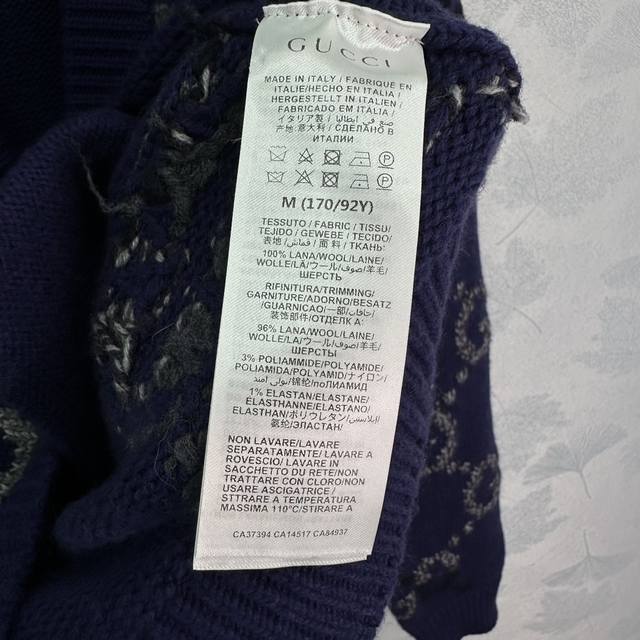 GUCCI
MADE IN ITALY / FABRIQUE EN
ITALIE/HECHO EN ITALIA /
HERGESTELLT IN ITALIEN /
FABRICADO EM ITÁLIA /
صنع في ايطاليا / イタリア製 /
产地 意大利 / СДЕЛАНО В
ИТАЛИИ
M (170/92Y)
TESSUTO / FABRIC / TISSU/
TEJIDO / GEWEBE / TECIDO/
表地 /قماش/ 面料 / ТКАНЬ:
100% LANA/WOOL/LAINE/
WOLLE/LÃ/ウール/صوف/羊毛/
ШЕРСТЬ
RIFINITURA/TRIMMING/
GARNITURE/ADORNO/BESATZ
/GUARNICAO/一部/
装饰部件/ОТДЕЛКА:
96% LANA/WOOL/LAINE/
WOLLE/LÃ/ウール/صوف/羊毛/
ШЕРСТЬ
3% POLIAMMIDE/POLYAMIDE/
POLIAMIDA/POLYAMID/ナイロン/
/锦纶/ПОЛИАМИД
1% ELASTAN/ELASTANE/
ELASTHANNE/ELASTANO/
ELASTHAN/ポリウレタン/
氨纶/ЭЛАСТАН
NON LAVARE/LAVARE
SEPARATAMENTE/ LAVARE A
ROVESCIO/ LAVARE IN
SACCHETTO DI RETE/NON
TRATTARE CON CLORO/NON
USARE ASCIGATRICE /
STIRARE A TEMPERATURA
MASSIMA 110°C/STIRARE A
CA37394 CA14517 CA84937